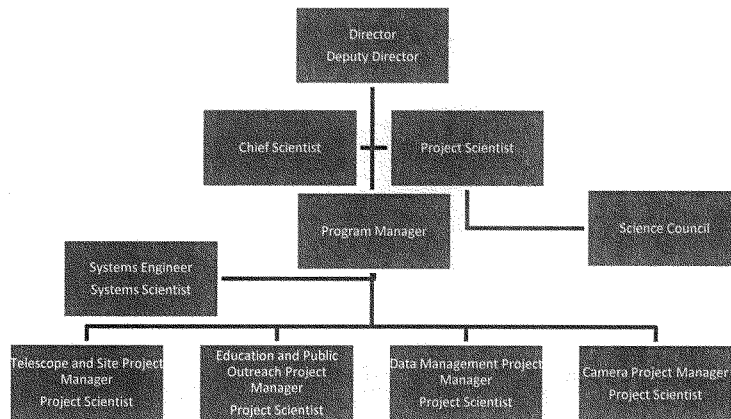 Director
Deputy Director
Chief Scientist
Project Scientist
Program Manager
Science Council
Systems Engineer
Systems Scientist
Telescope and Site Project
Manager
Project Scientist
Education and Public
Outreach Project
Manager
Project Scientist
Data Management Project
Manager
Project Scientist
Camera Project Manager
Project Scientist